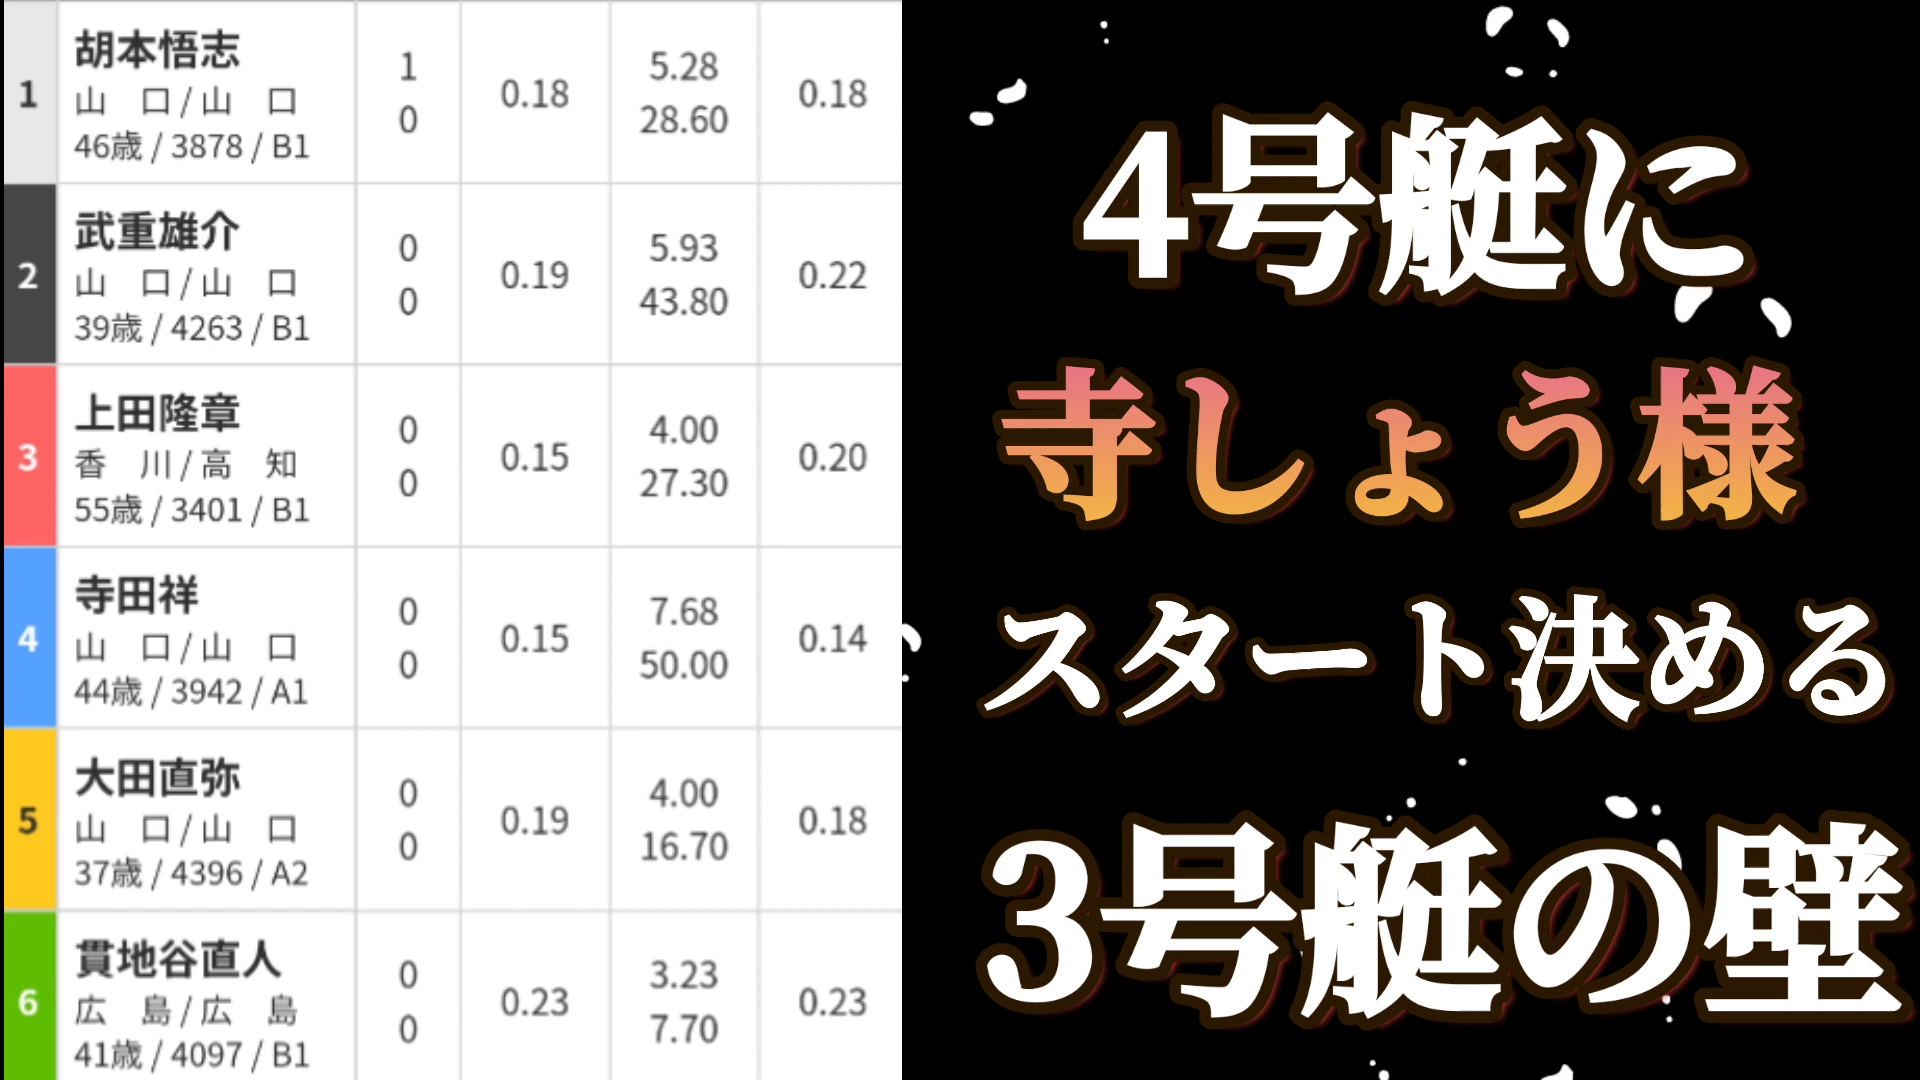 1
胡本悟志
山　口 / 山　口
46歳 / 3878 / B1
1
0
0.18
5.28
28.60
0.18
2
武重雄介
山　口 / 山　口
39歳 / 4263 / B1
0
0
0.19
5.93
43.80
0.22
3
上田隆章
香　川 / 高　知
55歳 / 3401 / B1
0
0
0.15
4.00
27.30
0.20
4
寺田祥
山　口 / 山　口
44歳 / 3942 / A1
0
0
0.15
7.68
50.00
0.14
5
大田直弥
山　口 / 山　口
37歳 / 4396 / A2
0
0
0.19
4.00
16.70
0.18
6
貫地谷直人
広　島 / 広　島
41歳 / 4097 / B1
0
0
0.23
3.23
7.70
0.23
4号艇に
寺しょう様
スタート決める
3号艇の壁